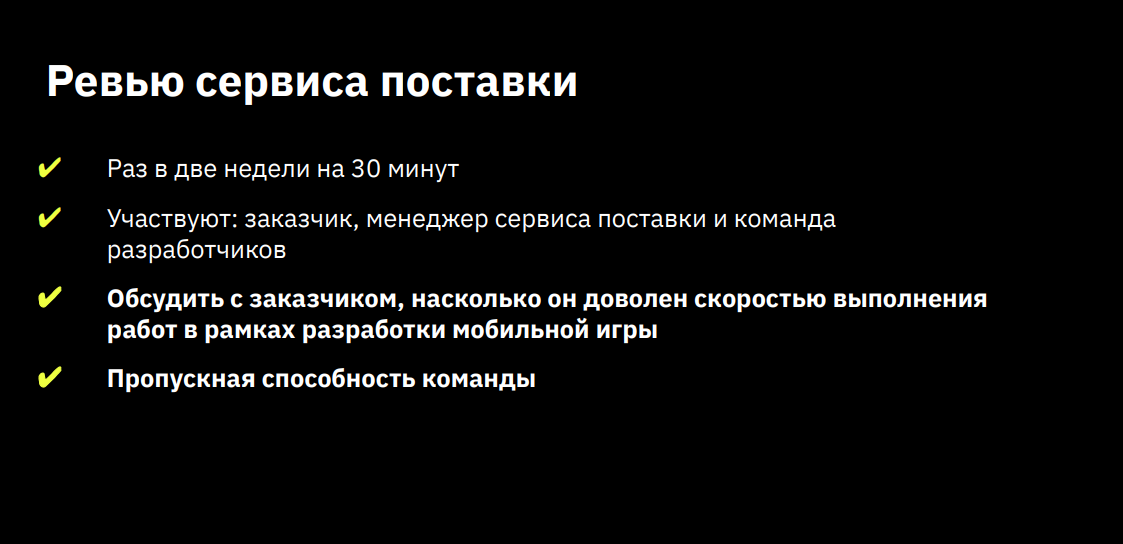 Ревью сервиса поставки
✔ Раз в две недели на 30 минут
✔ Участвуют: заказчик, менеджер сервиса поставки и команда
разработчиков
✔ Обсудить с заказчиком, насколько он доволен скоростью выполнения
работ в рамках разработки мобильной игры
✔ Пропускная способность команды